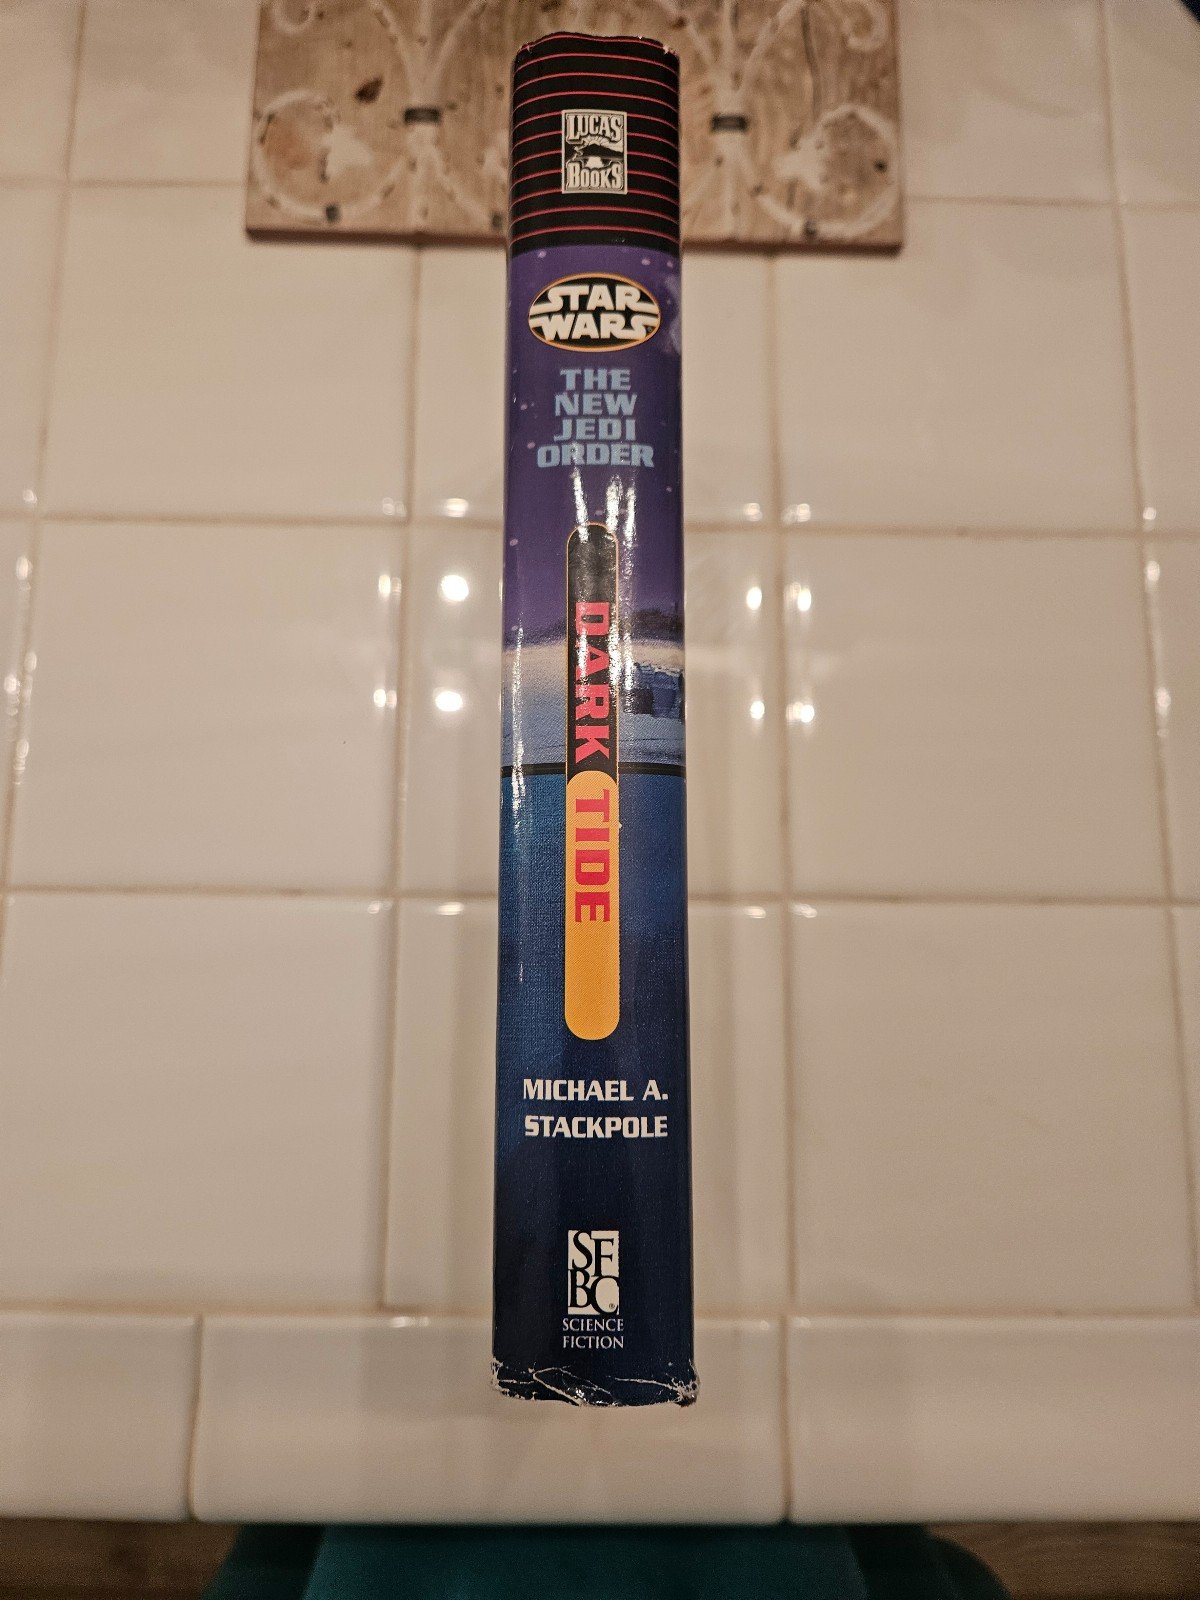 LUCAS
BOOKS
STAR
WARS
THE
NEW
JEDI
ORDER
DARK TIDE
MICHAEL A.
STACKPOLE
SF
BC®
SCIENCE
FICTION